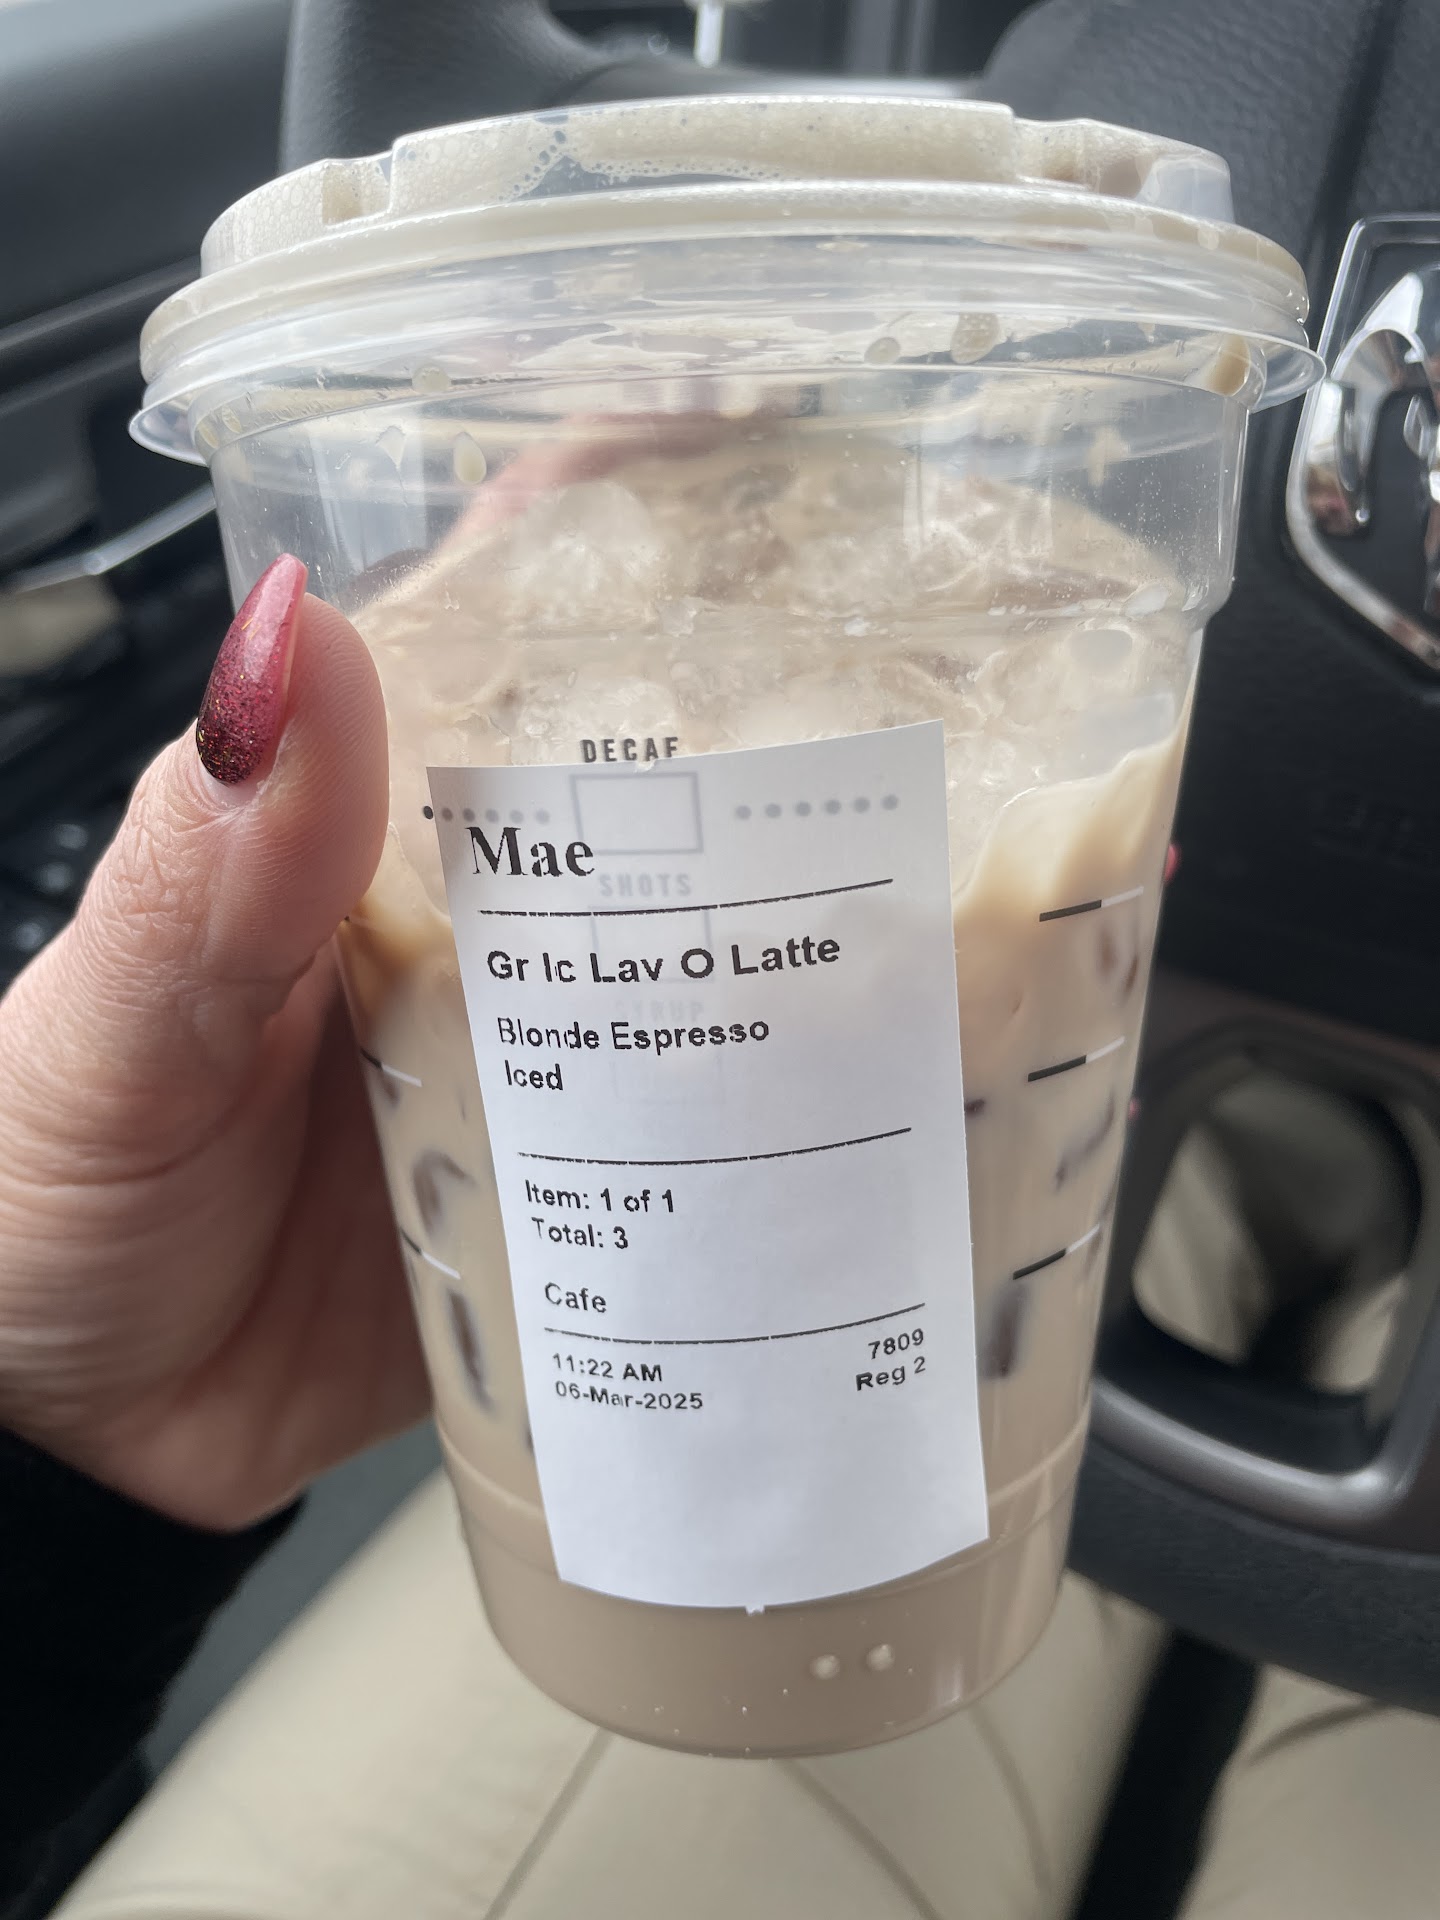 DECAF
Mae
SHOTS
Gr Ic Lav O Latte
SYRUP
Blonde Espresso
Iced
Item: 1 of 1
Total: 3
Cafe
11:22 AM 7809
06-Mar-2025 Reg 2